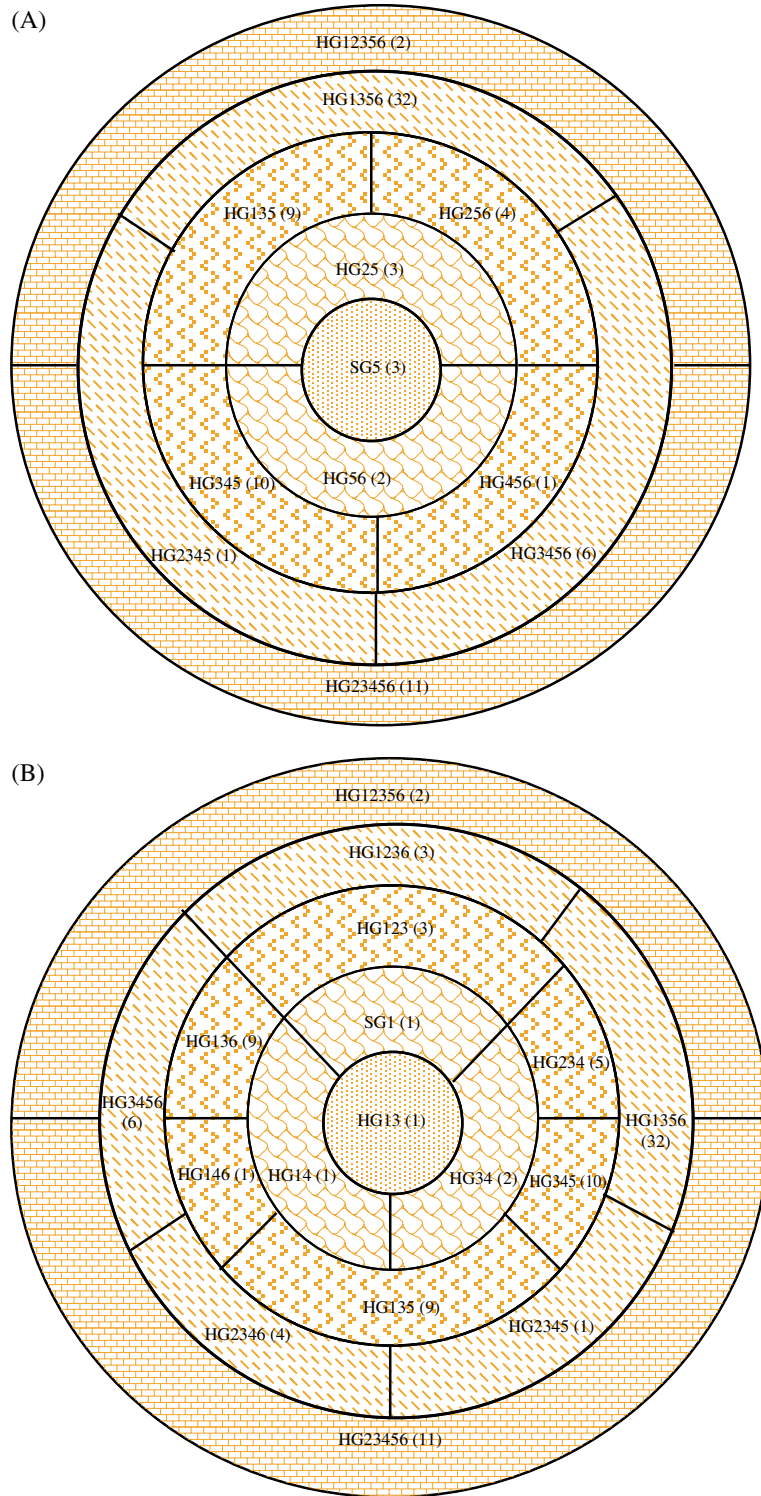 (A)
HG12356 (2)
HG1356 (32)
HG135 (9)
HG256 (4)
HG25 (3)
SG5 (3)
HG56 (2)
HG345 (10)
HG456 (1)
HG2345 (1)
HG3456 (6)
HG23456 (11)
(B)
HG12356 (2)
HG1236 (3)
HG123 (3)
SG1 (1)
HG136 (9)
HG234 (5)
HG3456
(6)
HG13 (1)
HG1356
(32)
HG146 (1)
HG14 (1)
HG34 (2)
HG345 (10)
HG135 (9)
HG2346 (4)
HG2345 (1)
HG23456 (11)